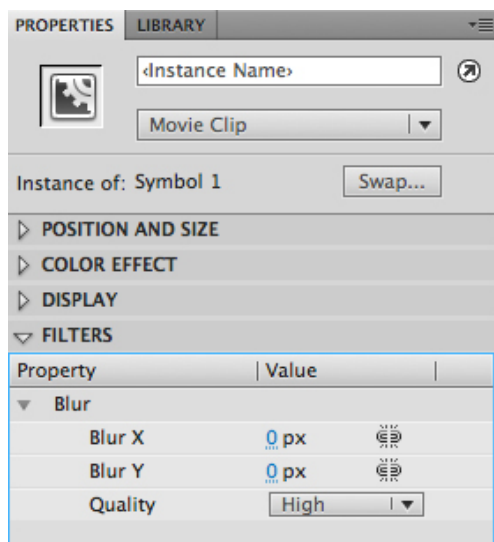 PROPERTIES LIBRARY
‹Instance Name›
Movie Clip
Instance of: Symbol 1 Swap...
POSITION AND SIZE
COLOR EFFECT
DISPLAY
FILTERS
Property Value
Blur
Blur X 0 px
Blur Y 0 px
Quality High